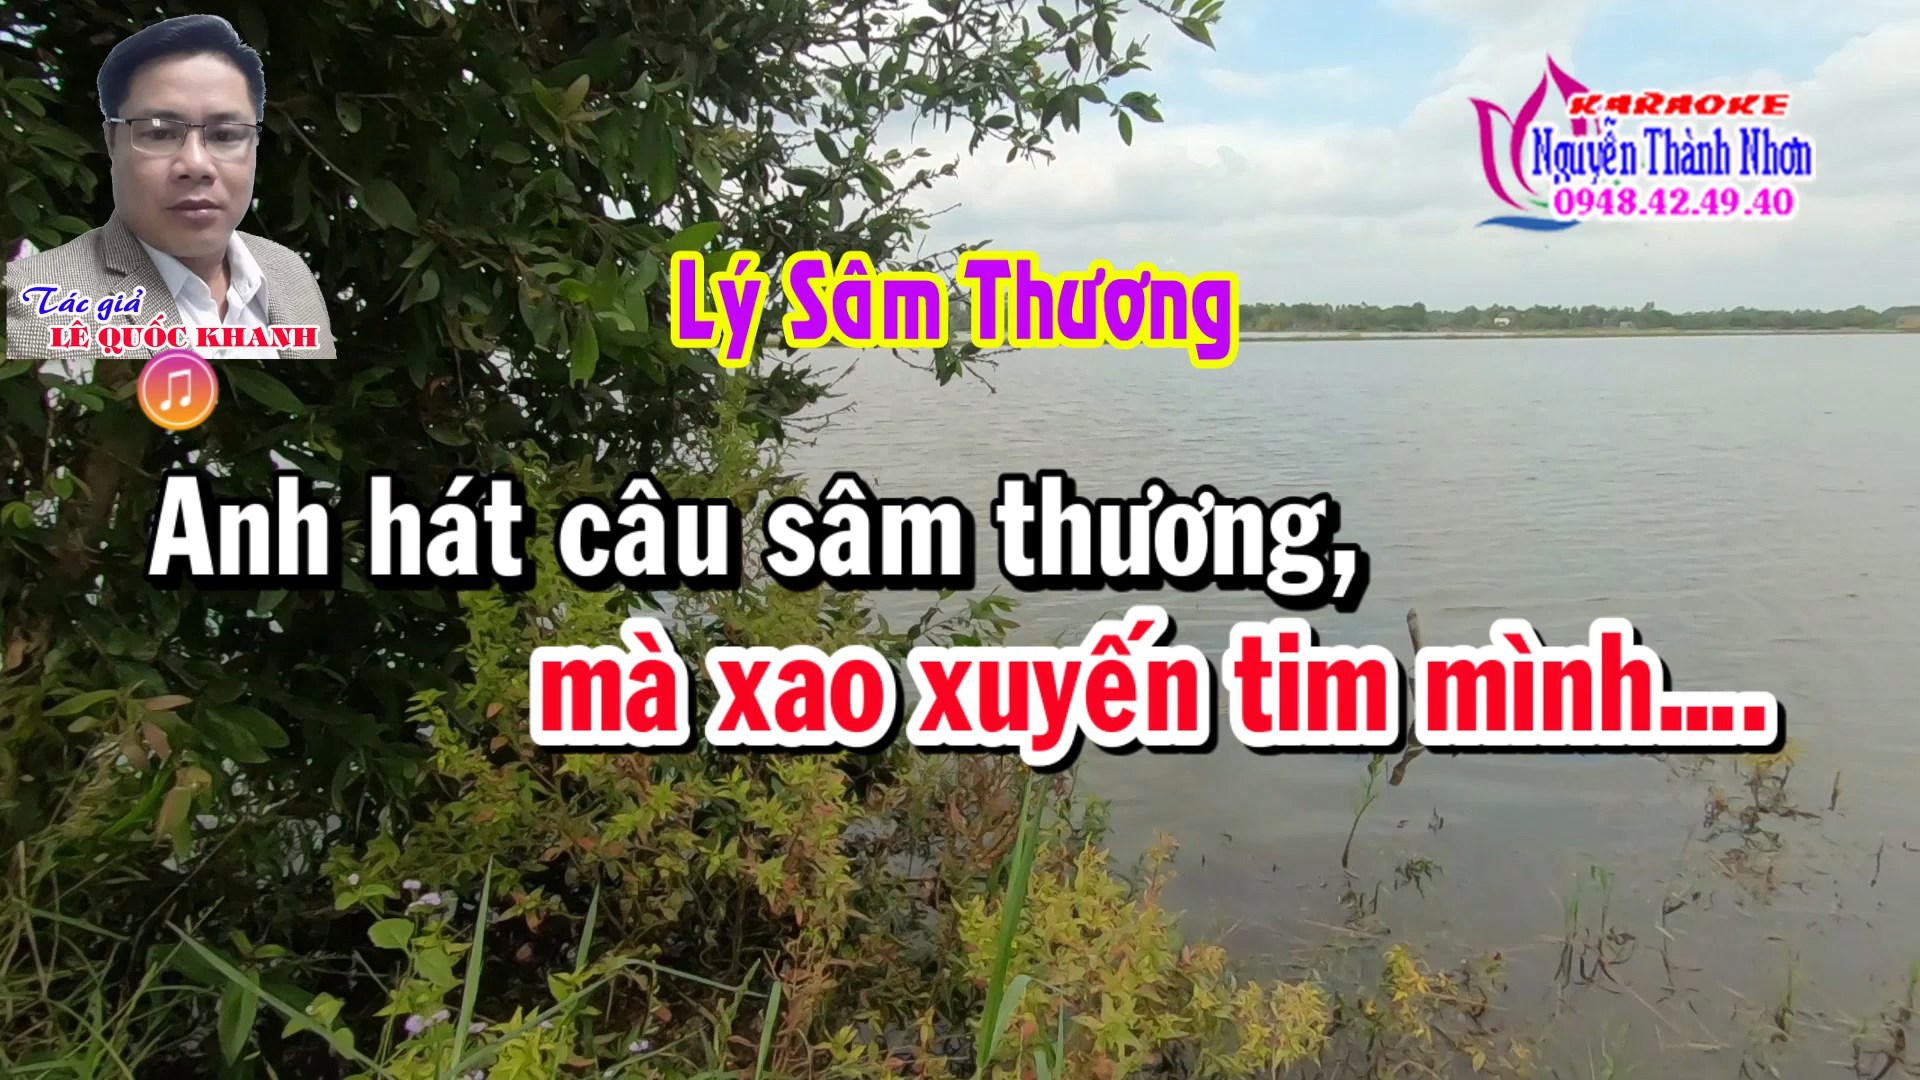 Tác giả
LÊ QUỐC KHANH
KARAOKE
Nguyễn Thành Nhơn
0948.42.49.40
Lý Sâm Thương
Anh hát câu sâm thương,
mà xao xuyến tim mình....